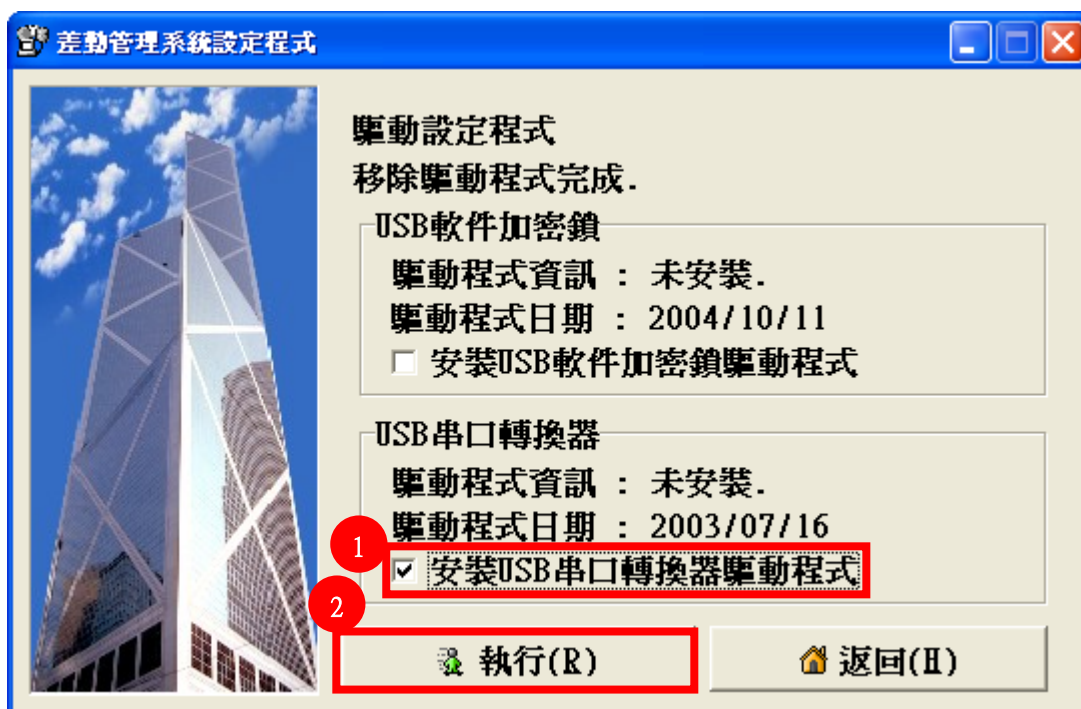 差勤管理系統設定程式
驅動設定程式
移除驅動程式完成.
USB軟件加密鎖
驅動程式資訊 : 未安裝.
驅動程式日期 : 2004/10/11
安裝USB軟件加密鎖驅動程式
USB串口轉換器
驅動程式資訊 : 未安裝.
驅動程式日期 : 2003/07/16
1
安裝USB串口轉換器驅動程式
2
執行(R) 返回(H)